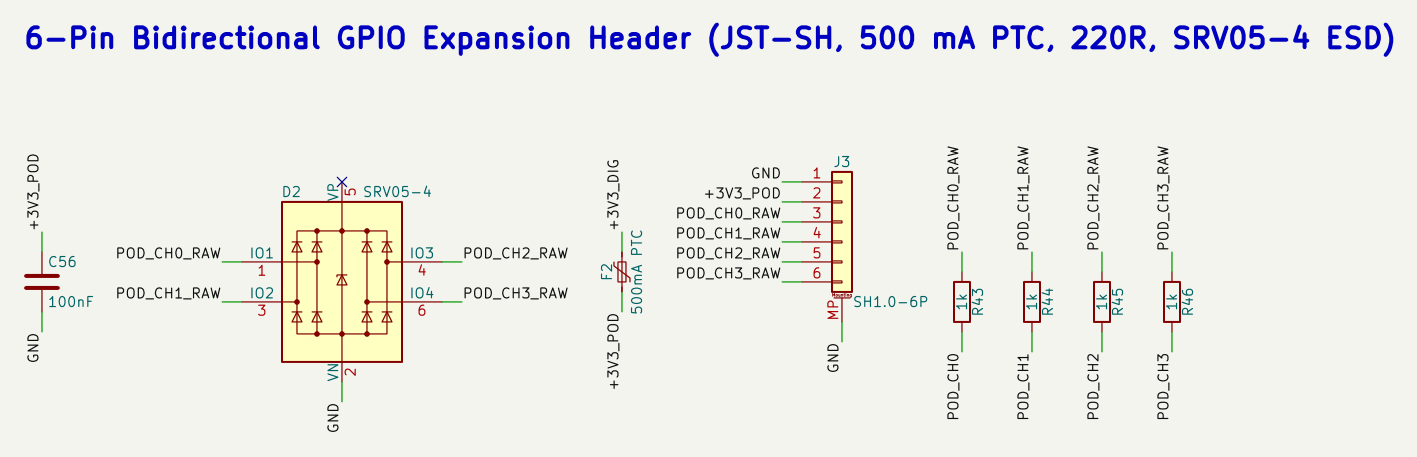 6-Pin Bidirectional GPIO Expansion Header (JST-SH, 500 mA PTC, 220R, SRV05-4 ESD)
+3V3_POD
C56
100nF
GND
D2
SRV05-4
VP
5
POD_CH0_RAW
IO1
1
POD_CH1_RAW
IO2
3
IO3
4
POD_CH2_RAW
IO4
6
POD_CH3_RAW
VN
2
GND
+3V3_DIG
F2
500mA PTC
+3V3_POD
J3
GND 1
+3V3_POD 2
POD_CH0_RAW 3
POD_CH1_RAW 4
POD_CH2_RAW 5
POD_CH3_RAW 6
MP
SH1.0-6P
GND
POD_CH0_RAW
1k
R43
POD_CH0
POD_CH1_RAW
1k
R44
POD_CH1
POD_CH2_RAW
1k
R45
POD_CH2
POD_CH3_RAW
1k
R46
POD_CH3